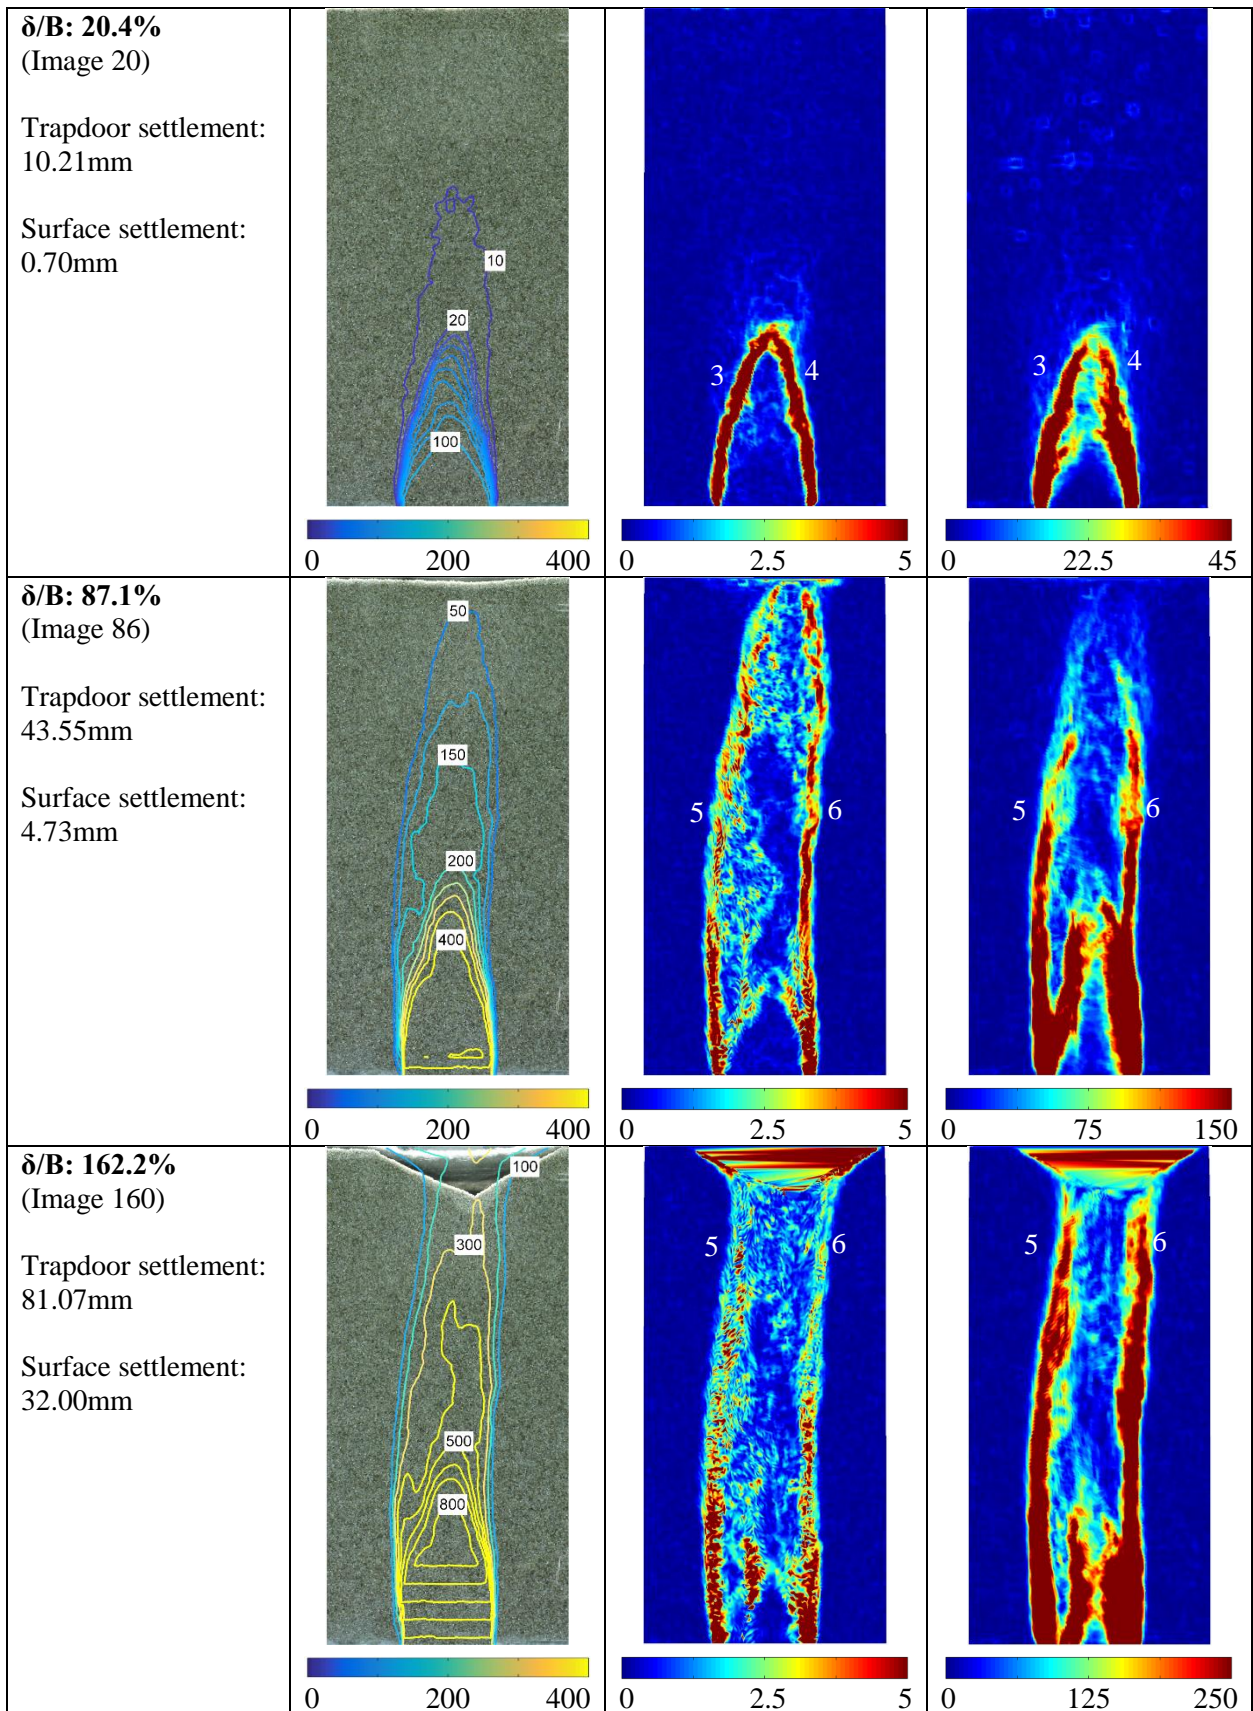 δ/B: 20.4%
(Image 20)
Trapdoor settlement:
10.21mm
Surface settlement:
0.70mm
10
20
100
0 200 400
3 4
0 2.5 5
3 4
0 22.5 45
δ/B: 87.1%
(Image 86)
Trapdoor settlement:
43.55mm
Surface settlement:
4.73mm
50
150
200
400
0 200 400
5 6
0 2.5 5
5 6
0 75 150
δ/B: 162.2%
(Image 160)
Trapdoor settlement:
81.07mm
Surface settlement:
32.00mm
100
300
500
800
0 200 400
5 6
0 2.5 5
5 6
0 125 250